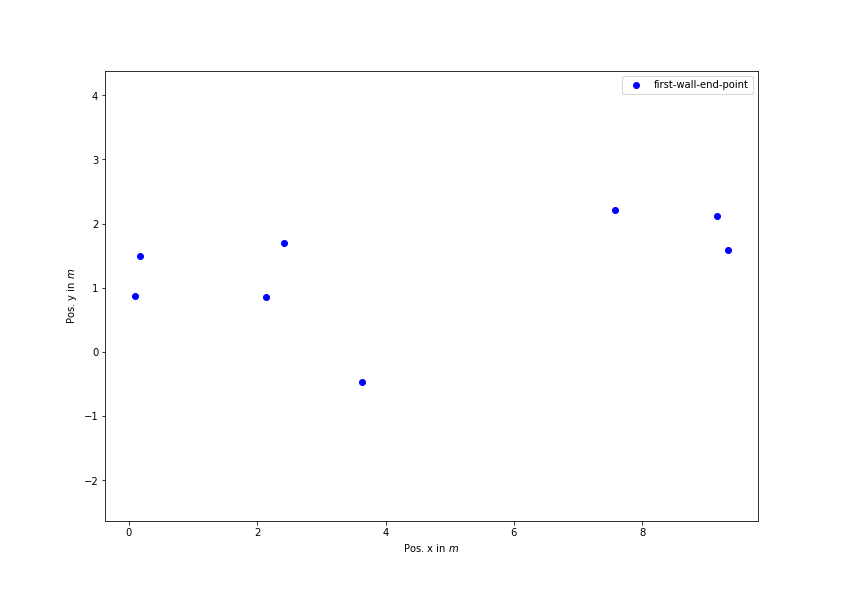 first-wall-end-point
4
3
2
1
0
−1
−2
Pos. y in m
0 2 4 6 8
Pos. x in m